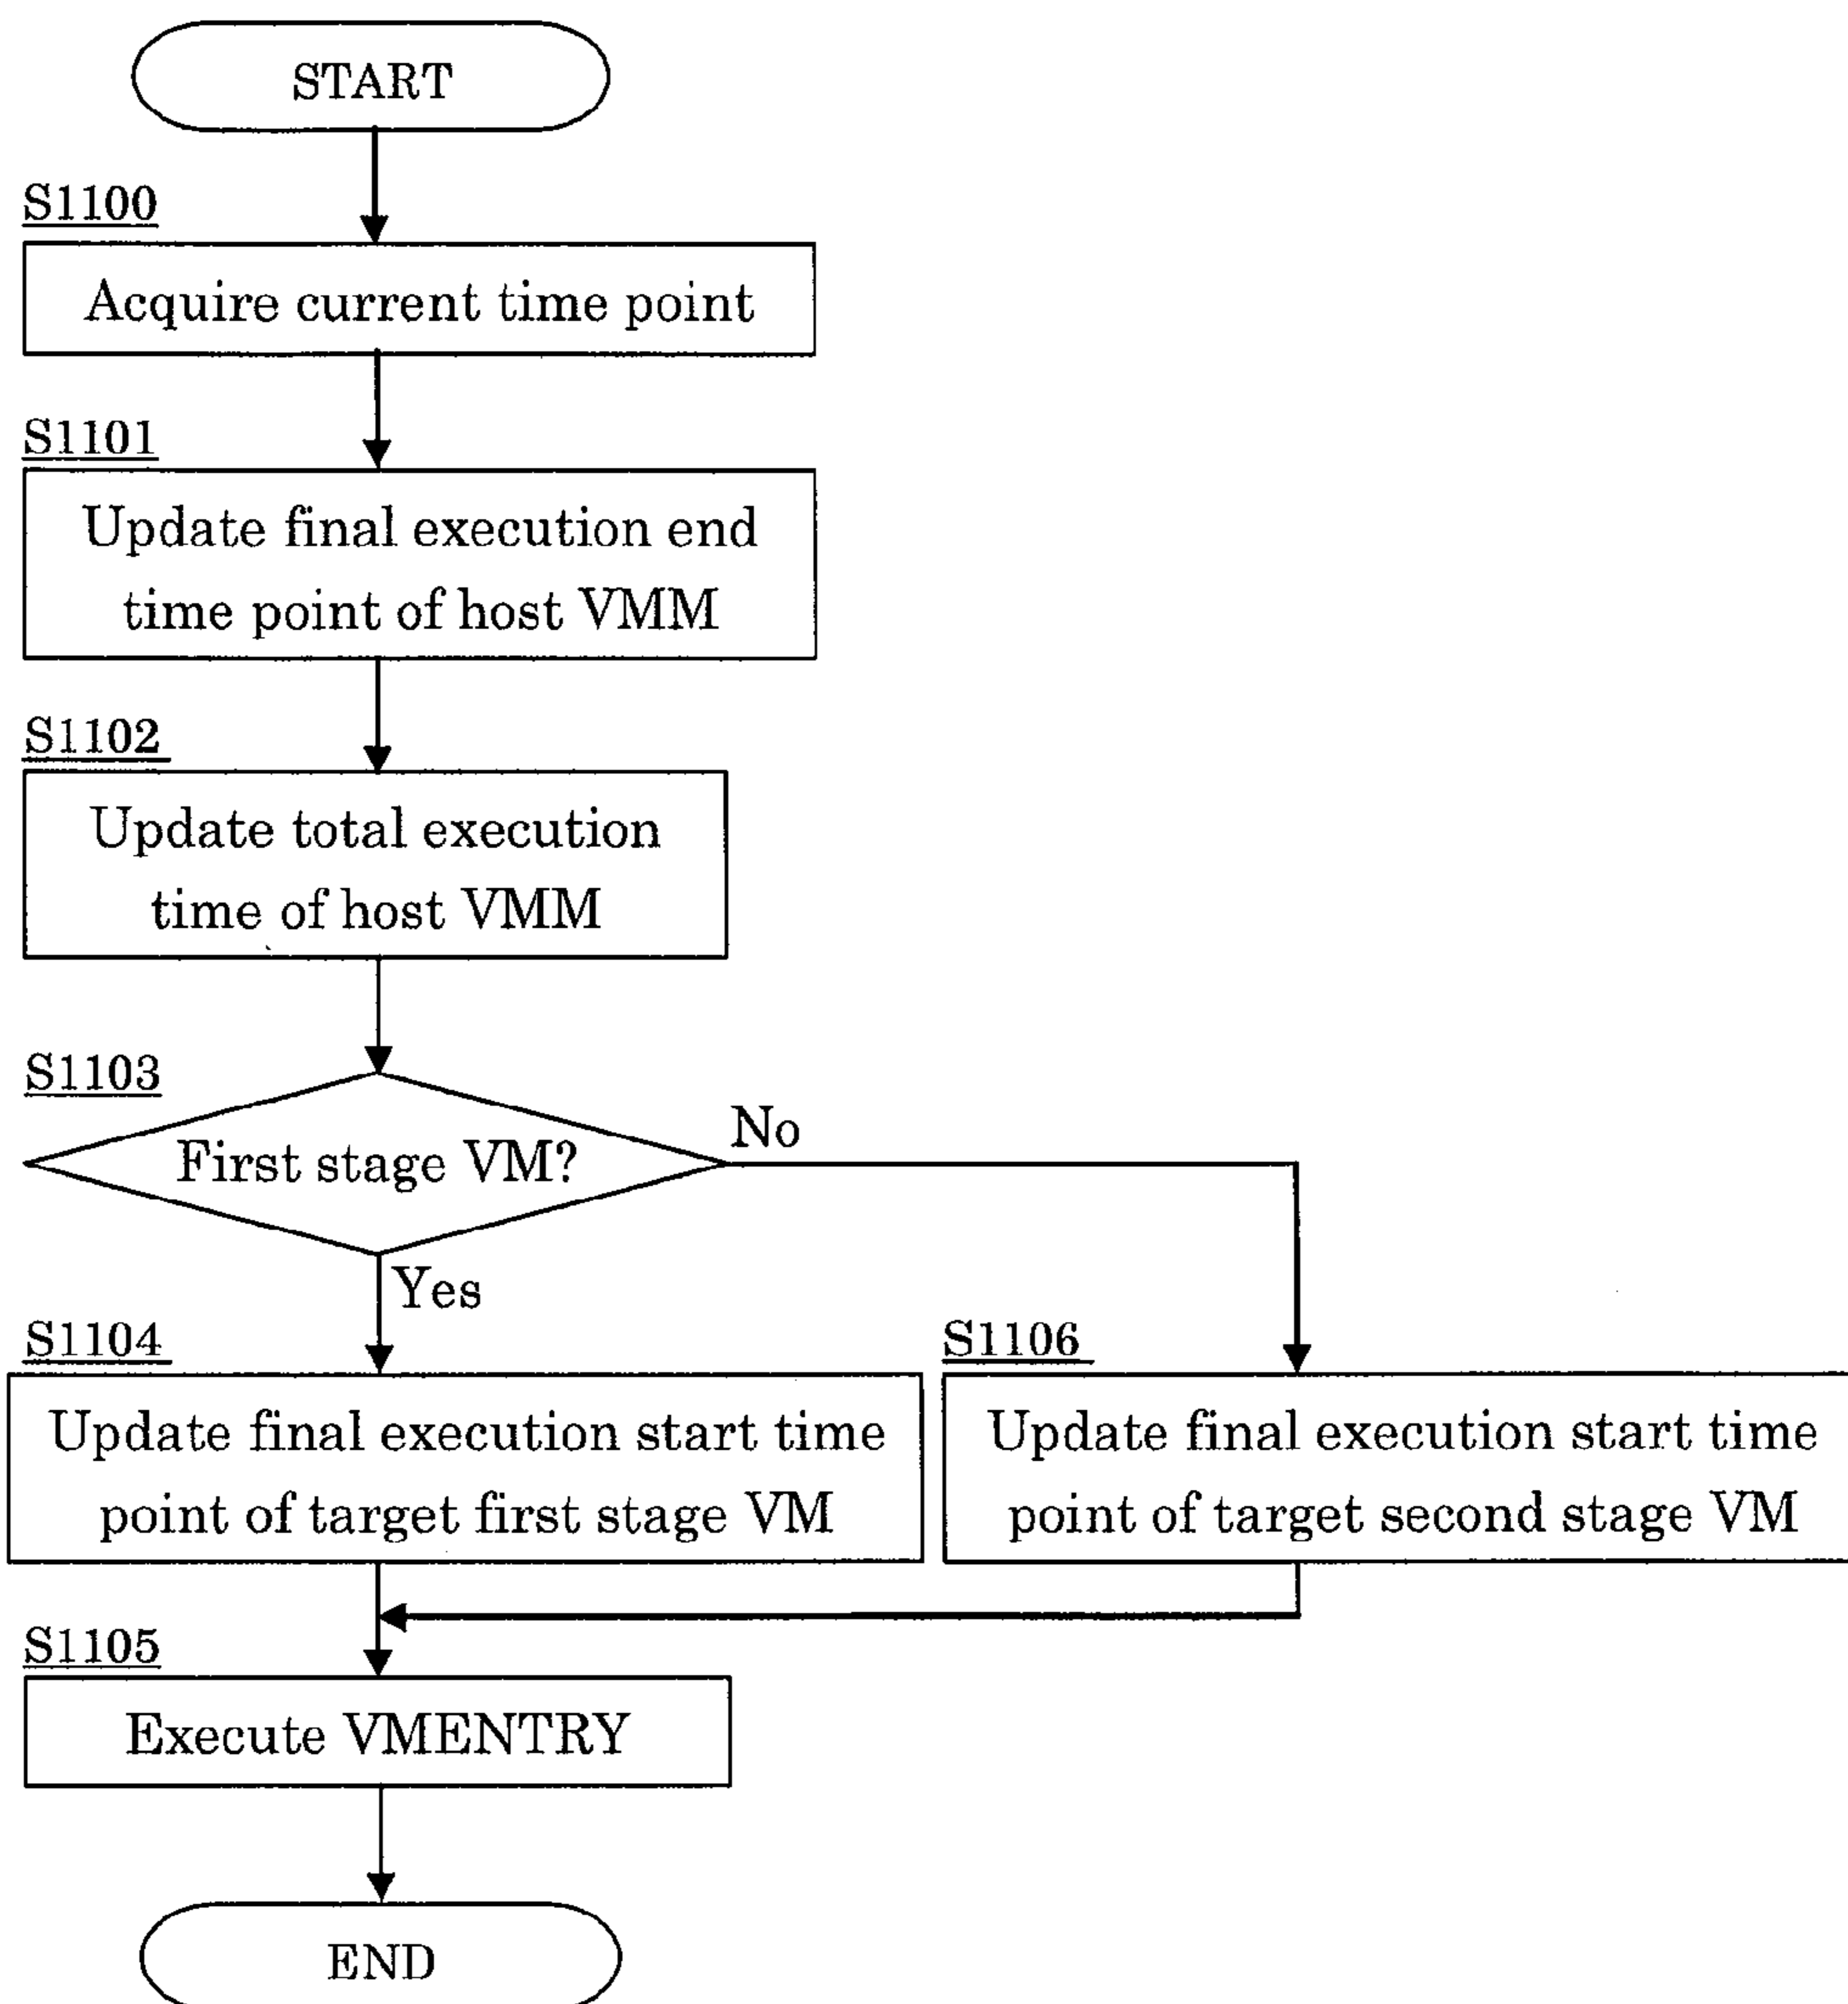 START
S1100
Acquire current time point
S1101
Update final execution end
time point of host VMM
S1102
Update total execution
time of host VMM
S1103
First stage VM?
No
Yes
S1104
Update final execution start time
point of target first stage VM
S1106
Update final execution start time
point of target second stage VM
S1105
Execute VMENTRY
END